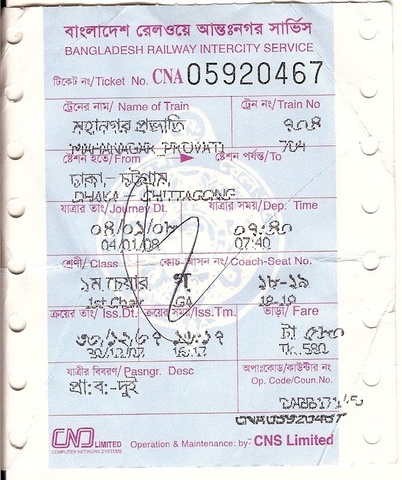 বাংলাদেশ রেলওয়ে আন্তঃনগর সার্ভিস
BANGLADESH RAILWAY INTERCITY SERVICE
টিকেট নং/Ticket No. CNA 05920467
ট্রেনের নাম/ Name of Train ট্রেন নং/Train No
মহানগর প্রভাতি ৭০৪
MAHANAGAR PROVATI 704
ষ্টেশন হতে/From ষ্টেশন পর্যন্ত/To
ঢাকা- চট্টগ্রাম
DHAKA - CHITTAGONG
যাত্রার তাং/Journey Dt. যাত্রার সময়/Dep. Time
০৪/০১/০৮ ০৭:৪০
04/01/08 07:40
শ্রেণী/ Class কোচ আসন নং/Coach-Seat No.
১ম চেয়ার গ ১৮-১৯
1st Chair GA 18-19
ক্রয়ের তাং/Iss.Dt. ক্রয়ের সময়/Iss.Tm. ভাড়া/ Fare
৩০/১২/০৭ ১৬:১৭ টা ৫৮০
30/12/07 16:17 Tk. 580
যাত্রীর বিবরণ/ Pasngr. Desc অপাঃকোড/কাউন্টার নং
প্রা:ব:-দুই Op. Code/Coun.No.
CNA05920467
CNS LIMITED
COMPUTER NETWORK SYSTEMS
Operation & Maintenance: by- CNS Limited